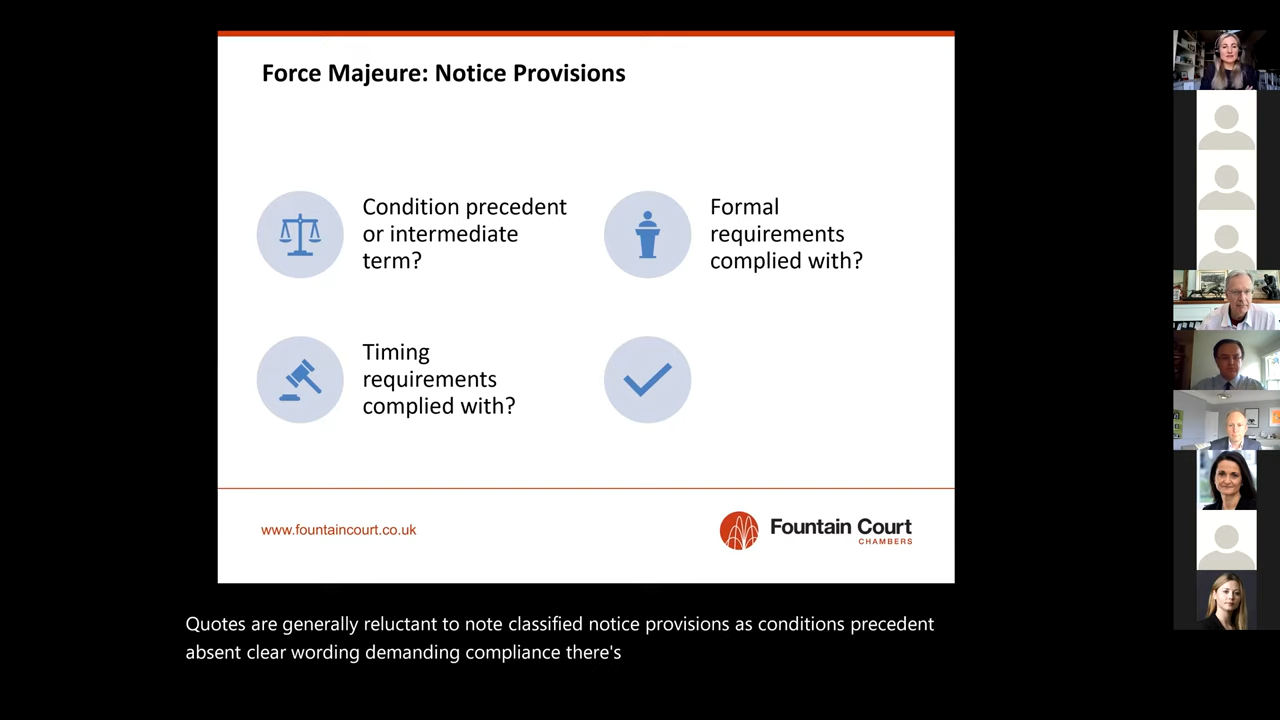 Force Majeure: Notice Provisions
Condition precedent
or intermediate
term?
Formal
requirements
complied with?
Timing
requirements
complied with?
www.fountaincourt.co.uk
Fountain Court
CHAMBERS
Quotes are generally reluctant to note classified notice provisions as conditions precedent
absent clear wording demanding compliance there's